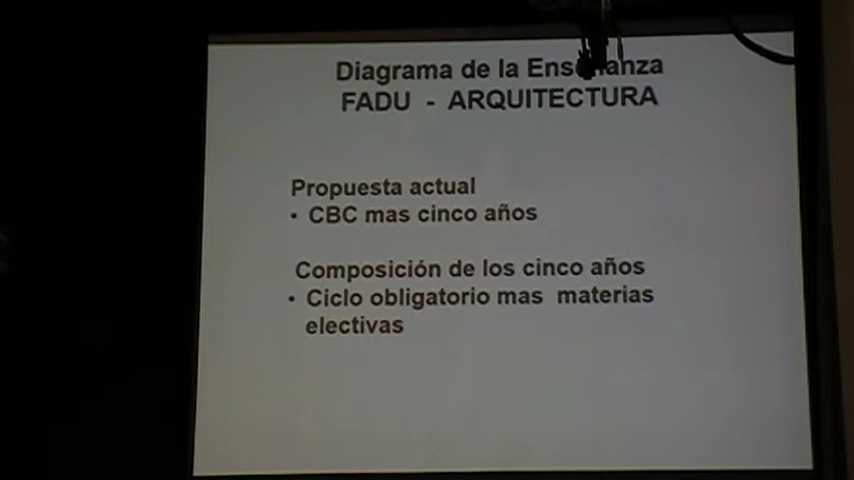 Diagrama de la Enseñanza
FADU - ARQUITECTURA
Propuesta actual
• CBC mas cinco años
Composición de los cinco años
• Ciclo obligatorio mas materias
electivas